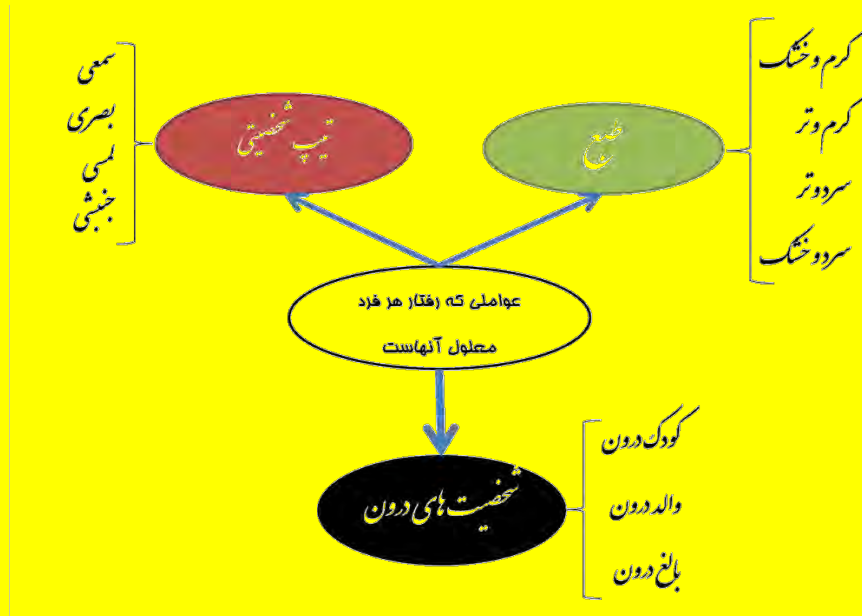 سمعی
بصری
لمسی
جنبشی
تیپ شخصیتی
گرم و خشک
گرم و تر
سرد و تر
سرد و خشک
عواملی که رفتار هر فرد
معلول آنهاست
شخصیت های درون
کودک درون
والد درون
بالغ درون